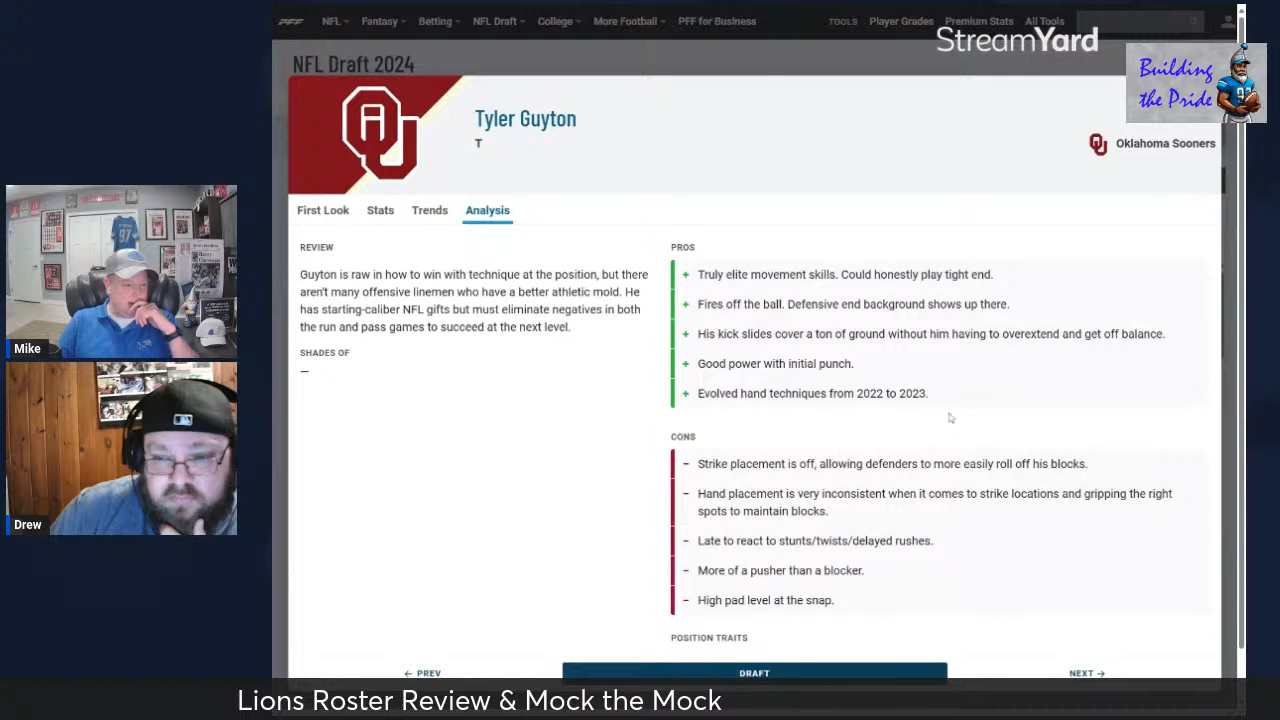 PFF NFL Fantasy Betting NFL Draft College More Football PFF for Business TOOLS Player Grades Premium Stats All Tools
StreamYard
Building
the Pride
NFL Draft 2024
Tyler Guyton
T
Oklahoma Sooners
First Look Stats Trends Analysis
REVIEW
Guyton is raw in how to win with technique at the position, but there
aren't many offensive linemen who have a better athletic mold. He
has starting-caliber NFL gifts but must eliminate negatives in both
the run and pass games to succeed at the next level.
SHADES OF
—
PROS
+ Truly elite movement skills. Could honestly play tight end.
+ Fires off the ball. Defensive end background shows up there.
+ His kick slides cover a ton of ground without him having to overextend and get off balance.
+ Good power with initial punch.
+ Evolved hand techniques from 2022 to 2023.
CONS
- Strike placement is off, allowing defenders to more easily roll off his blocks.
- Hand placement is very inconsistent when it comes to strike locations and gripping the right
spots to maintain blocks.
- Late to react to stunts/twists/delayed rushes.
- More of a pusher than a blocker.
- High pad level at the snap.
POSITION TRAITS
← PREV DRAFT NEXT →
97
Mike
Drew
Lions Roster Review & Mock the Mock